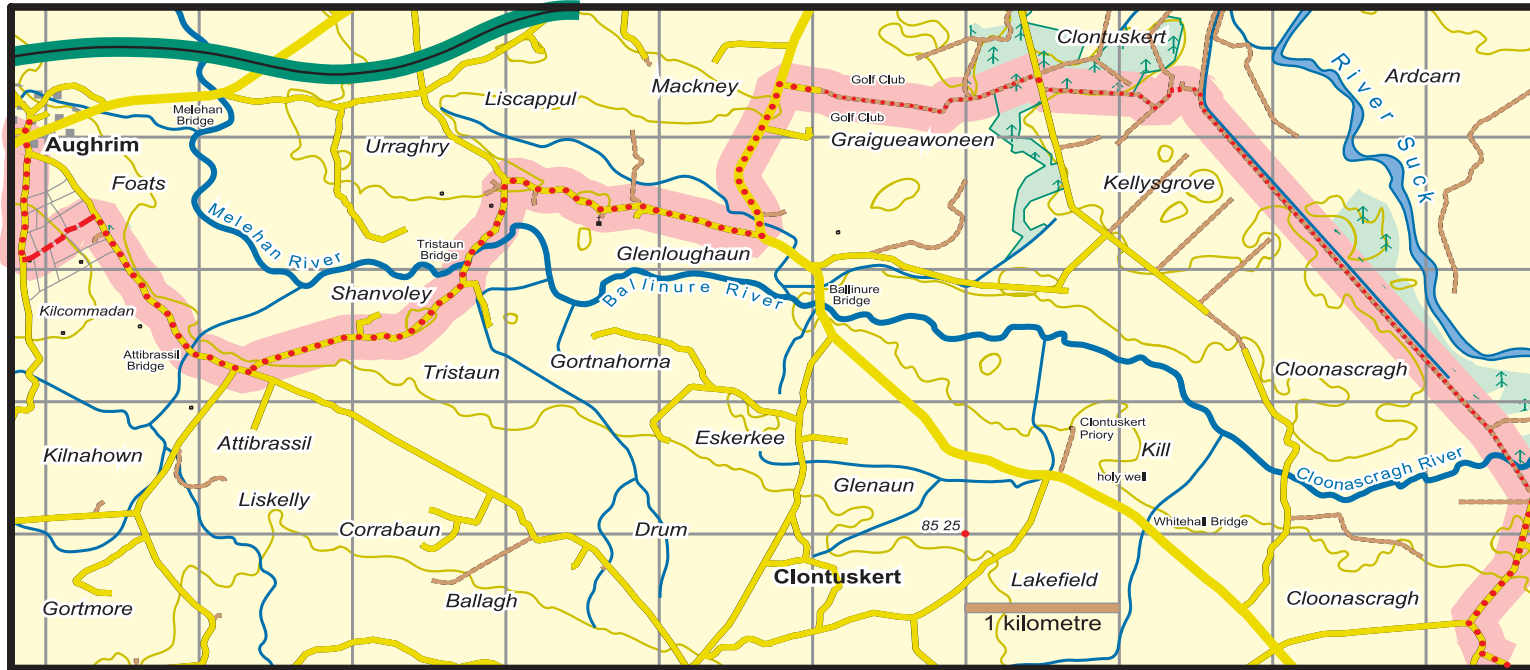 Clontuskert
River Suck
Ardcarn
Mackney
Golf Club
Liscappul
Melehan
Bridge
Golf Club
Aughrim
Urraghry
Graigueawoneen
Foats
Kellysgrove
Melehan River
Tristaun
Bridge
Glenloughaun
Shanvoley
Ballinure River
Ballinure
Bridge
Kilcommadan
Attibrassil
Bridge
Gortnahorna
Tristaun
Cloonascragh
Clontuskert
Priory
Attibrassil
Eskerkee
Kilnahown
Kill
Cloonascragh River
holy well
Glenaun
Liskelly
Whitehall Bridge
Corrabaun
Drum
85 25
Clontuskert
Lakefield
Ballagh
Cloonascragh
Gortmore
1 kilometre